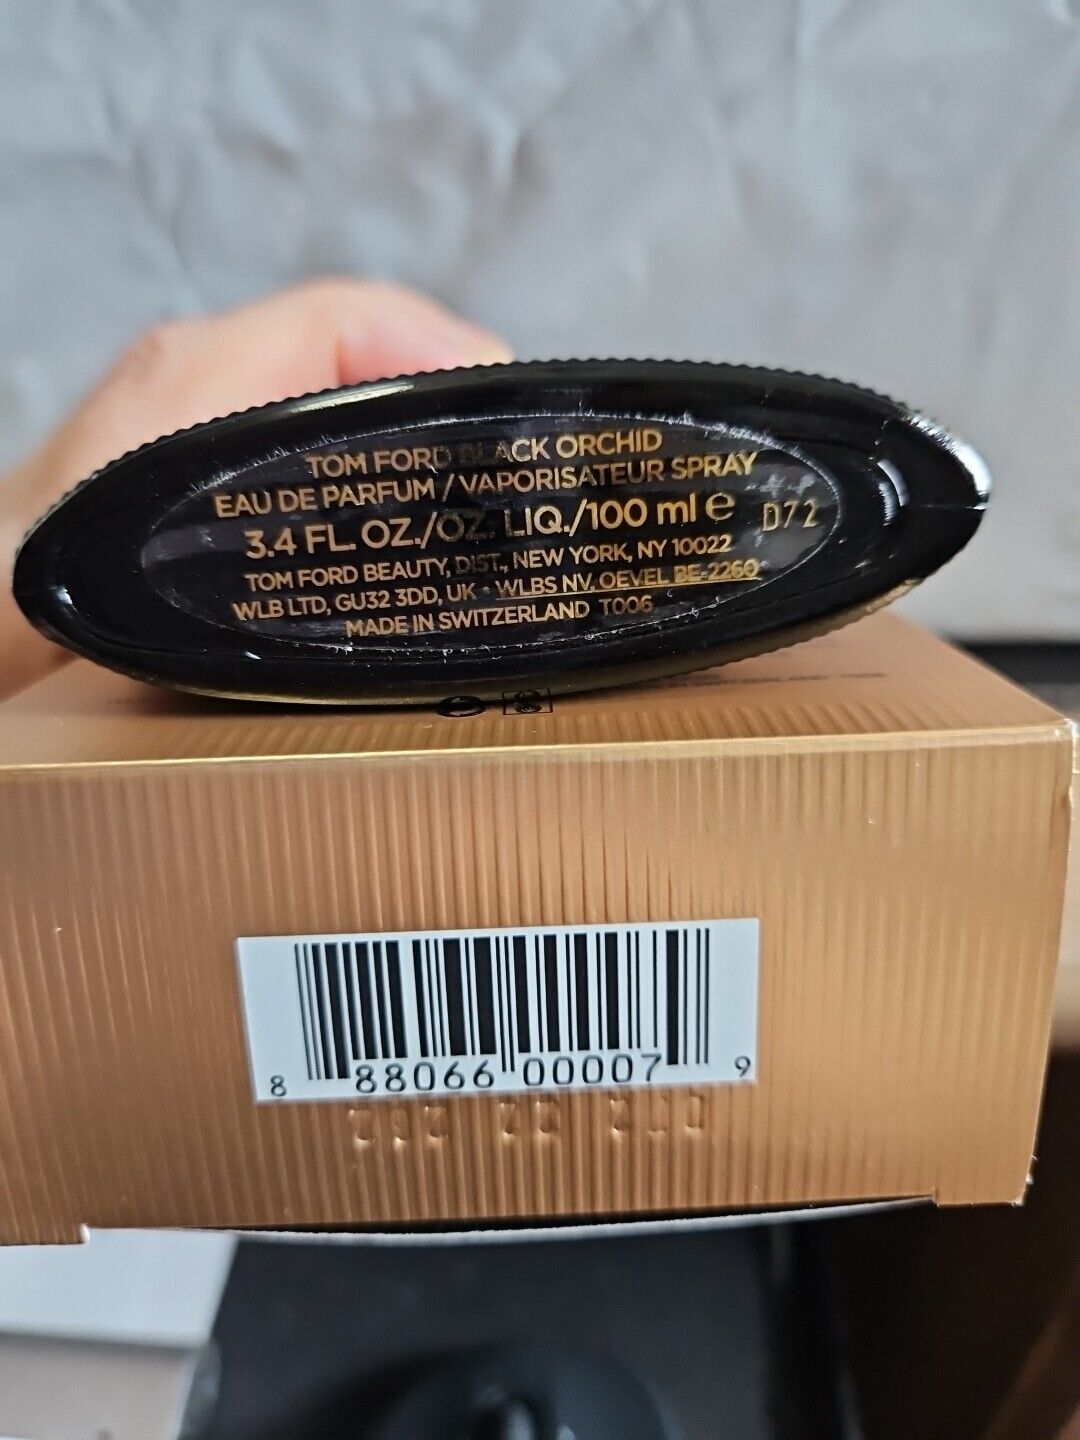 TOM FORD BLACK ORCHID
EAU DE PARFUM / VAPORISATEUR SPRAY
3.4 FL. OZ./OZ. LIQ./100 ml ℮ D72
TOM FORD BEAUTY, DIST., NEW YORK, NY 10022
WLB LTD, GU32 3DD, UK • WLBS NV, OEVEL BE-2260
MADE IN SWITZERLAND T006
8 88066 00007 9